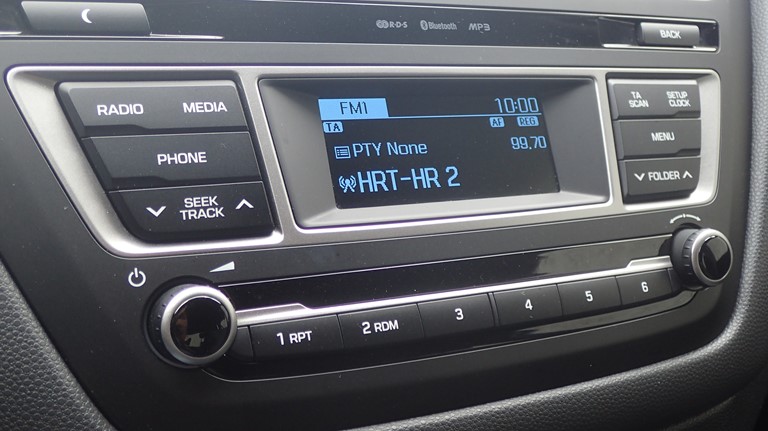 R·D·S Bluetooth MP3
BACK
RADIO MEDIA
PHONE
SEEK
TRACK
FM1 10:00
TA AF REG
PTY None 99.70
HRT-HR 2
TA
SCAN
SETUP
CLOCK
MENU
FOLDER
1 RPT 2 RDM 3 4 5 6